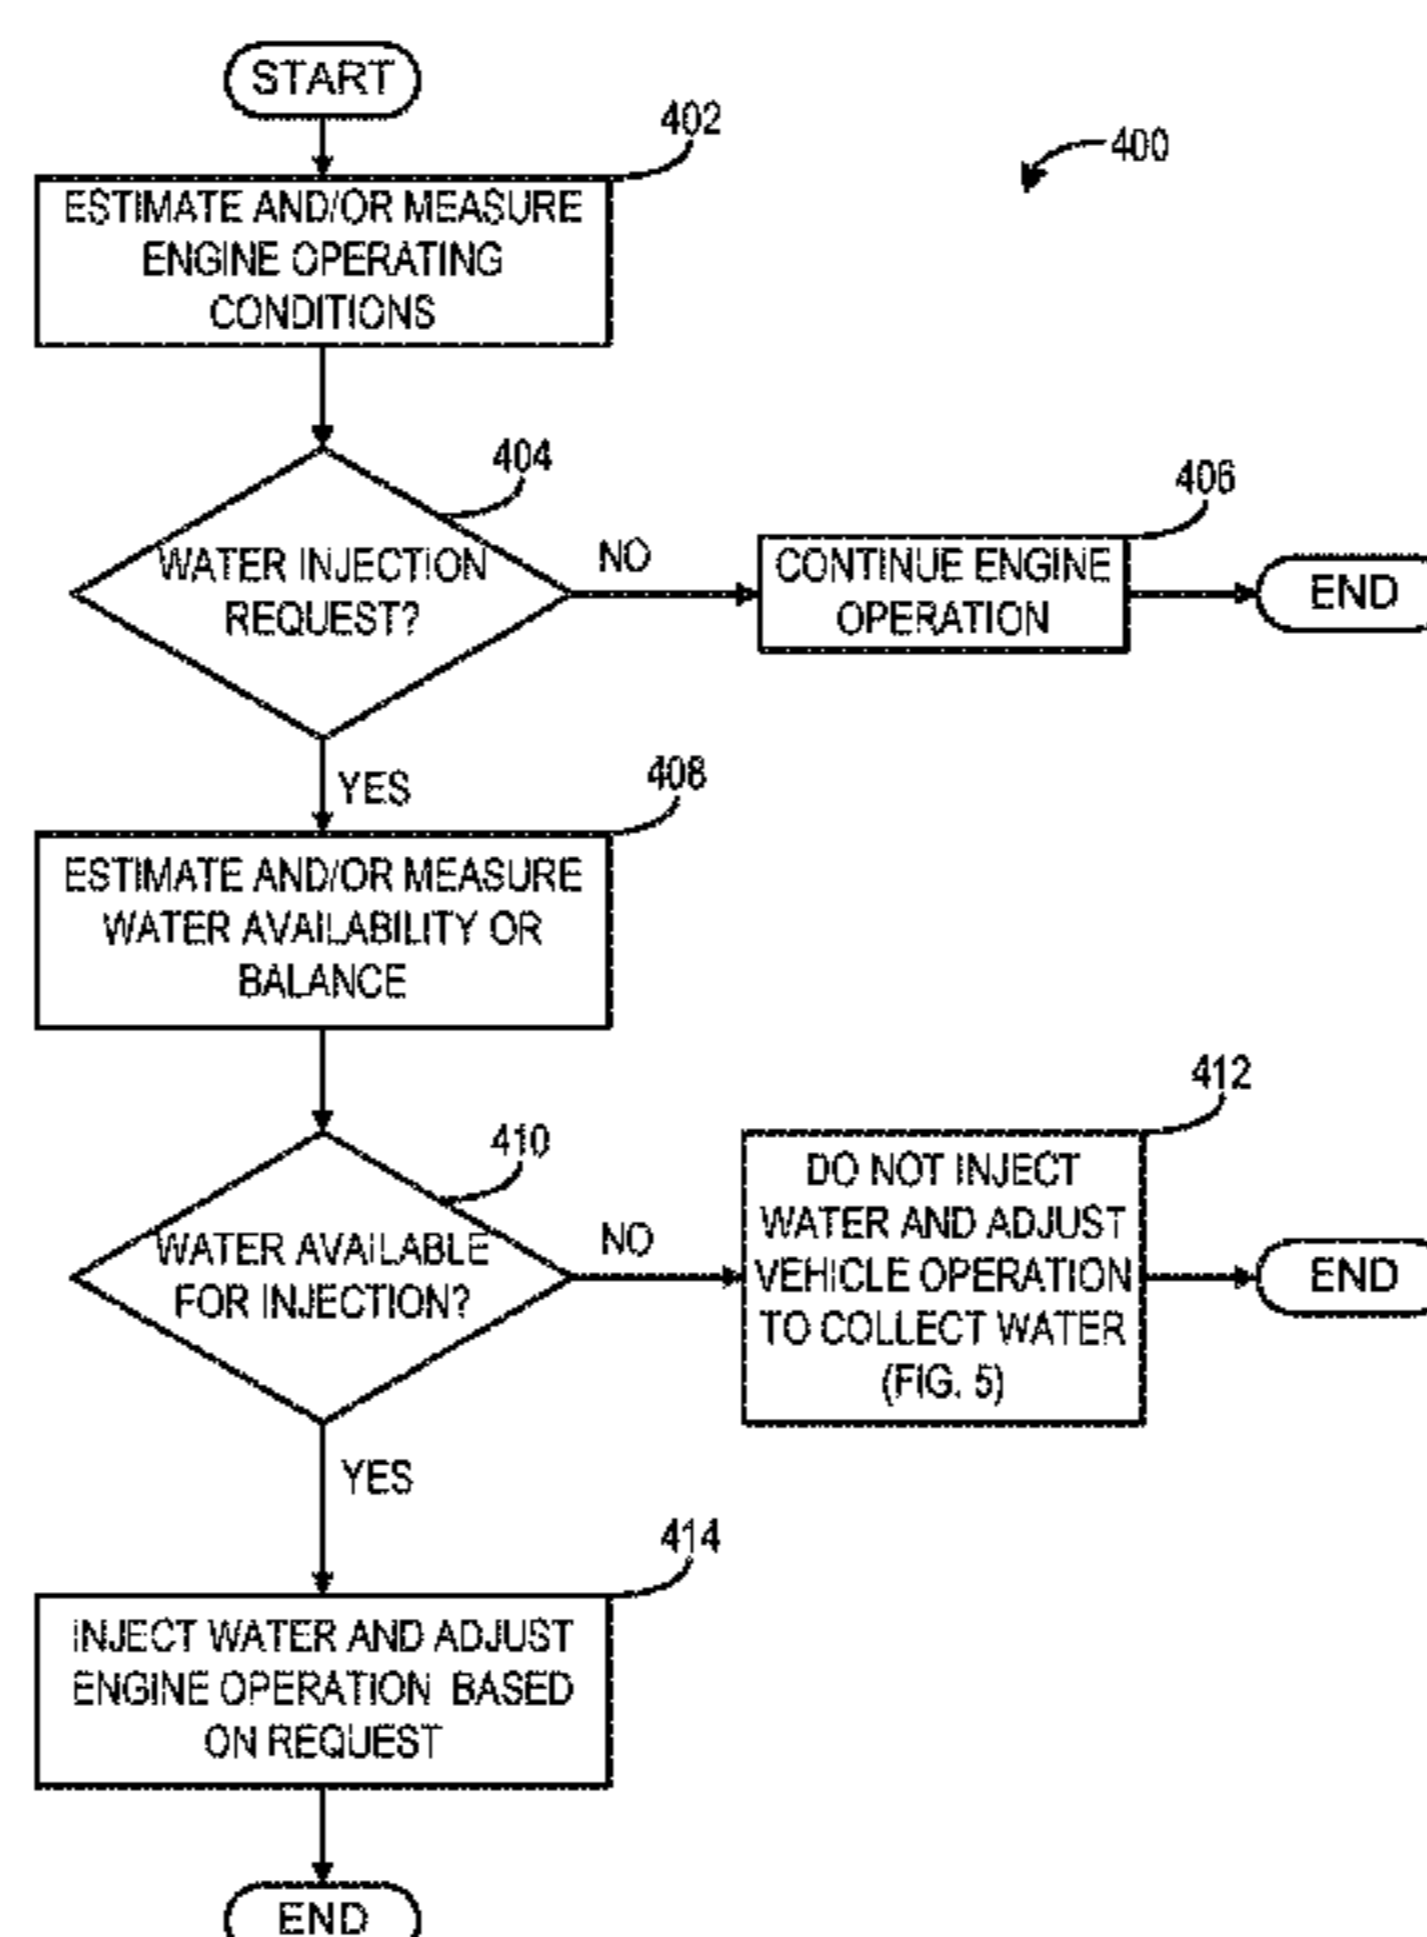 START
402
400
ESTIMATE AND/OR MEASURE
ENGINE OPERATING
CONDITIONS
404
WATER INJECTION
REQUEST?
NO
406
CONTINUE ENGINE
OPERATION
END
YES
408
ESTIMATE AND/OR MEASURE
WATER AVAILABILITY OR
BALANCE
410
WATER AVAILABLE
FOR INJECTION?
NO
412
DO NOT INJECT
WATER AND ADJUST
VEHICLE OPERATION
TO COLLECT WATER
(FIG. 5)
END
YES
414
INJECT WATER AND ADJUST
ENGINE OPERATION BASED
ON REQUEST
END